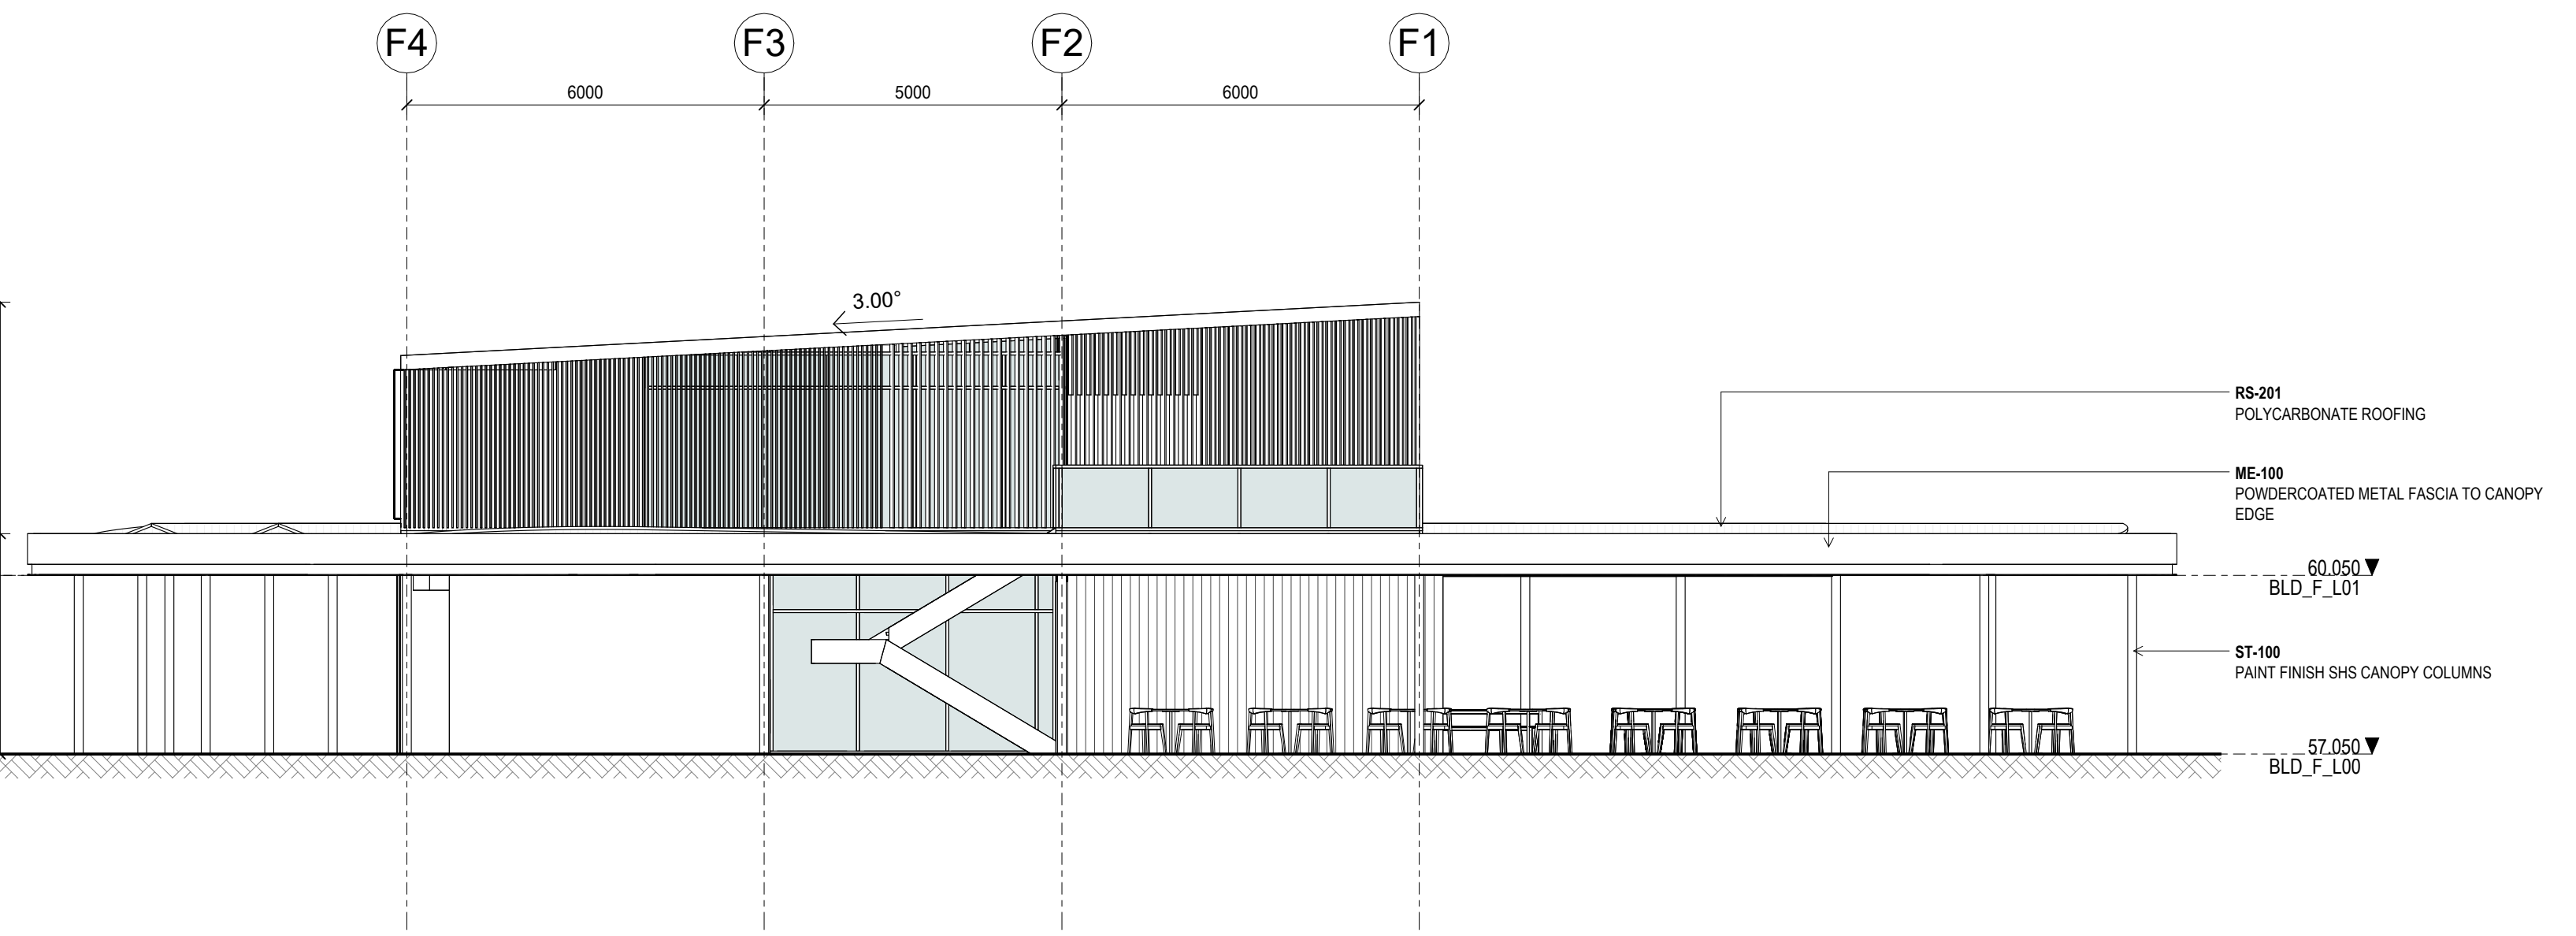 F4
F3
F2
F1
6000
5000
6000
3.00°
RS-201
POLYCARBONATE ROOFING
ME-100
POWDERCOATED METAL FASCIA TO CANOPY
EDGE
60.050
BLD_F_L01
ST-100
PAINT FINISH SHS CANOPY COLUMNS
57.050
BLD_F_L00